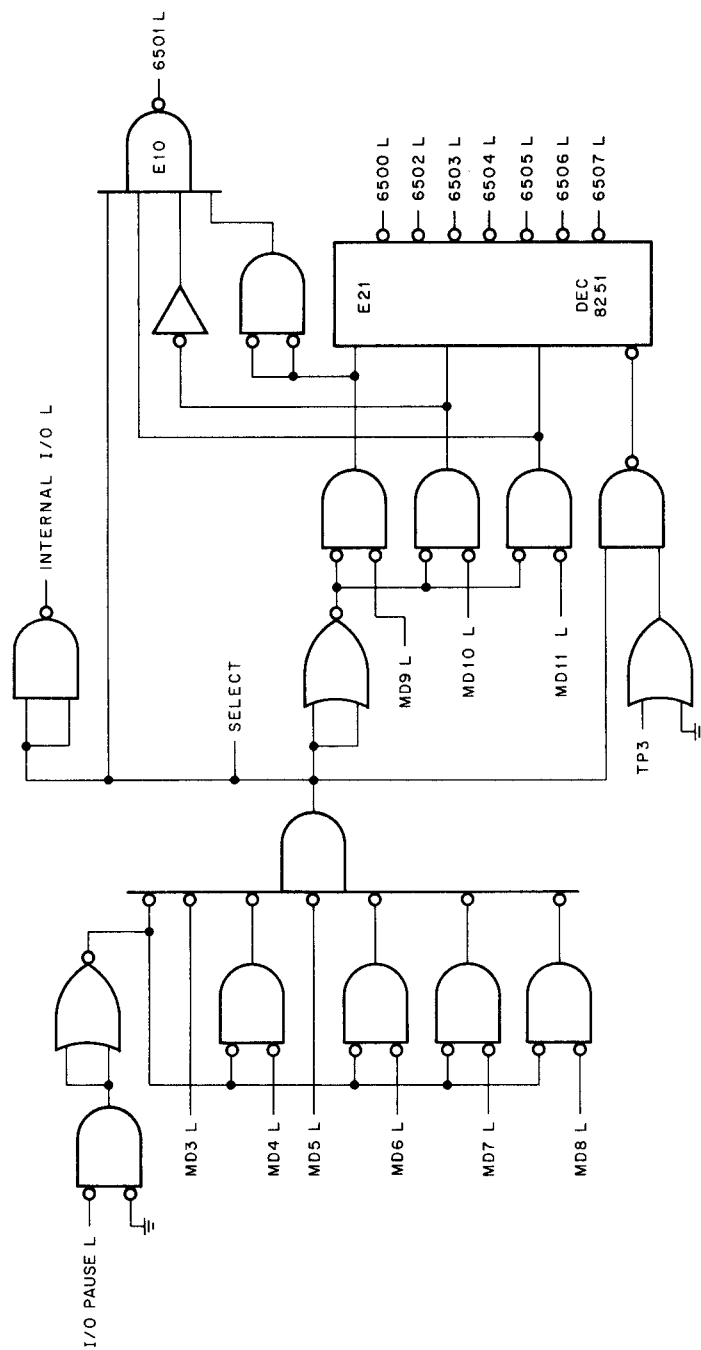 I/O PAUSE L
MD3 L
MD4 L
MD5 L
MD6 L
MD7 L
MD8 L
INTERNAL I/O L
SELECT
MD9 L
MD10 L
MD11 L
TP3
E10
6501 L
E21
DEC
8251
6500 L
6502 L
6503 L
6504 L
6505 L
6506 L
6507 L